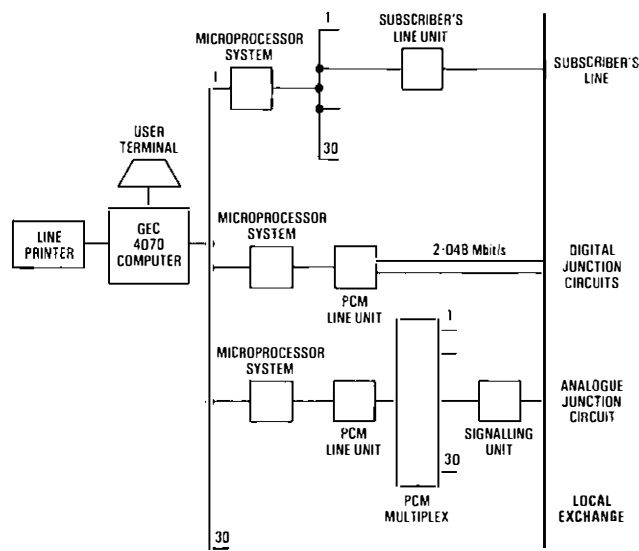 1
SUBSCRIBER'S
LINE UNIT
MICROPROCESSOR
SYSTEM
1
SUBSCRIBER'S
LINE
30
USER
TERMINAL
LINE
PRINTER
GEC
4070
COMPUTER
MICROPROCESSOR
SYSTEM
2·048 Mbit/s
PCM
LINE UNIT
DIGITAL
JUNCTION
CIRCUITS
1
MICROPROCESSOR
SYSTEM
PCM
LINE UNIT
SIGNALLING
UNIT
ANALOGUE
JUNCTION
CIRCUIT
30
PCM
MULTIPLEX
LOCAL
EXCHANGE
30